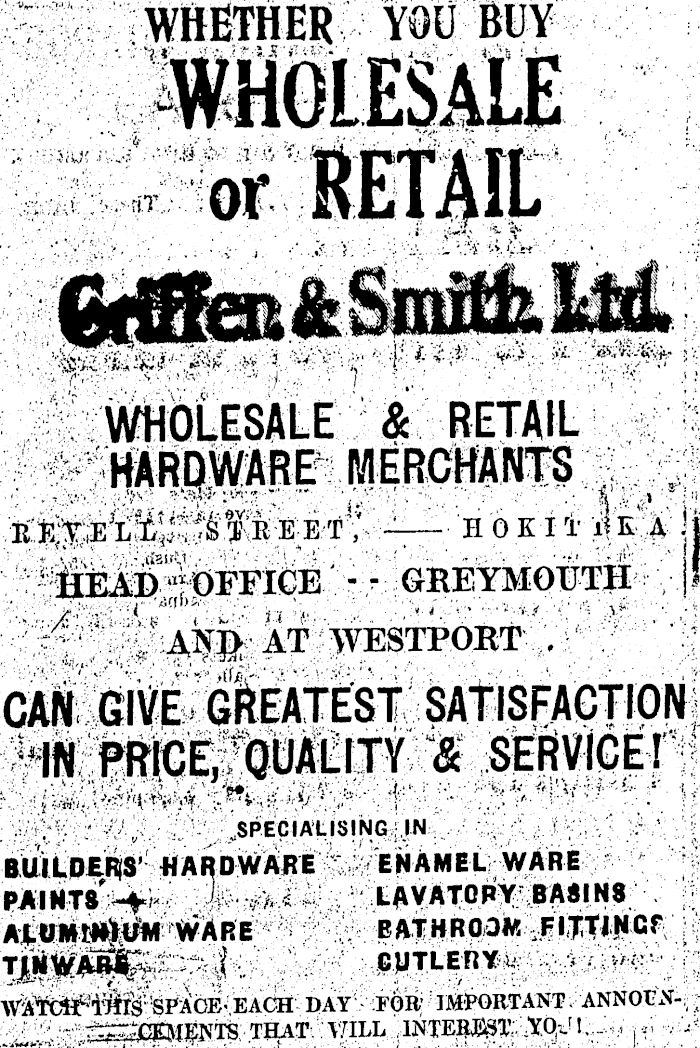 WHETHER YOU BUY
WHOLESALE
or RETAIL
Griffen & Smith Ltd.
WHOLESALE & RETAIL
HARDWARE MERCHANTS
REVELL STREET, — HOKITIKA
HEAD OFFICE -- GREYMOUTH
AND AT WESTPORT .
CAN GIVE GREATEST SATISFACTION
IN PRICE, QUALITY & SERVICE!
SPECIALISING IN
BUILDERS' HARDWARE
PAINTS
ALUMINIUM WARE
TINWARE
ENAMEL WARE
LAVATORY BASINS
BATHROOM FITTINGS
CUTLERY
WATCH THIS SPACE EACH DAY FOR IMPORTANT ANNOUN-
CEMENTS THAT WILL INTEREST YOU!